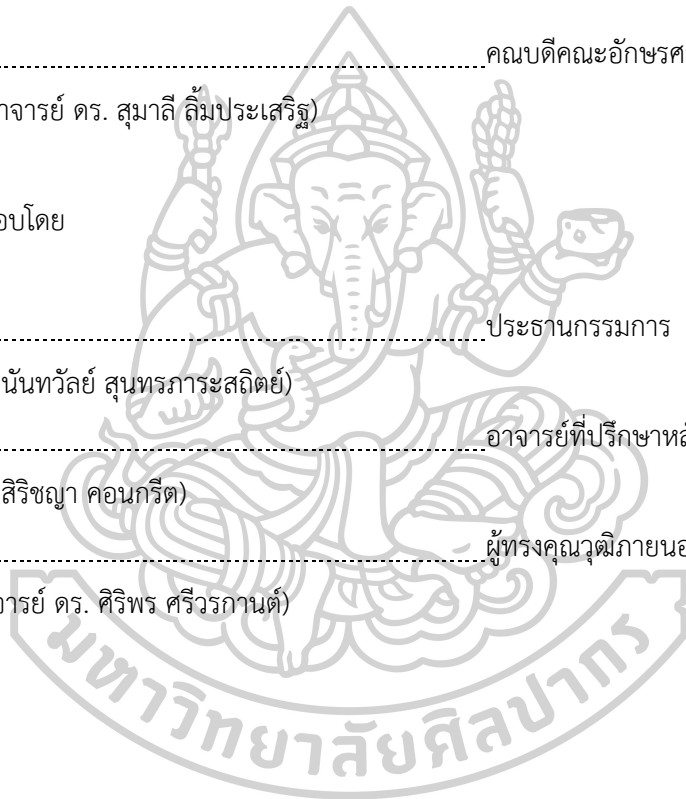 คณบดีคณะอักษรศ
าจารย์ ดร. สุมาลี ลิ้มประเสริฐ)
อบโดย
ประธานกรรมการ
นันทวัลย์ สุนทรภาระสถิตย์)
อาจารย์ที่ปรึกษาหลั
สิริชญา คอนกรีต)
ผู้ทรงคุณวุฒิภายนอ
จารย์ ดร. ศิริพร ศรีวรกานต์)
มหาวิทยาลัยศิลปากร